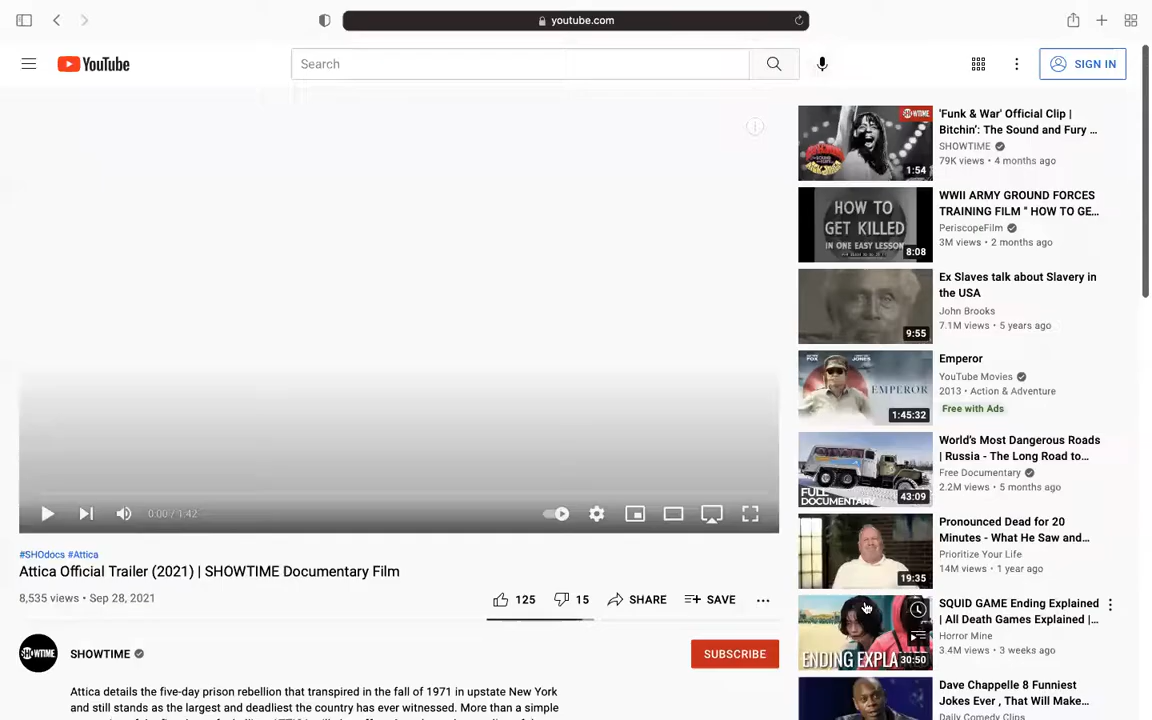 youtube.com
YouTube
Search
SIGN IN
SHOWTIME
1:54
'Funk & War' Official Clip |
Bitchin': The Sound and Fury ...
SHOWTIME
79K views • 4 months ago
HOW TO
GET KILLED
IN ONE EASY LESSON
8:08
WWII ARMY GROUND FORCES
TRAINING FILM " HOW TO GE...
PeriscopeFilm
3M views • 2 months ago
9:55
Ex Slaves talk about Slavery in
the USA
John Brooks
7.1M views • 5 years ago
EMPEROR
1:45:32
Emperor
YouTube Movies
2013 • Action & Adventure
Free with Ads
FULL
DOCUMENTARY
43:09
World's Most Dangerous Roads
| Russia - The Long Road to...
Free Documentary
2.2M views • 5 months ago
19:35
Pronounced Dead for 20
Minutes - What He Saw and...
Prioritize Your Life
14M views • 1 year ago
ENDING EXPLA
30:50
SQUID GAME Ending Explained
| All Death Games Explained |...
Horror Mine
3.4M views • 3 weeks ago
Dave Chappelle 8 Funniest
Jokes Ever , That Will Make...
Daily Comedy Clips
0:00 / 1:42
#SHOdocs #Attica
Attica Official Trailer (2021) | SHOWTIME Documentary Film
8,535 views • Sep 28, 2021
125
15
SHARE
SAVE
SHOWTIME
SHOWTIME
SUBSCRIBE
Attica details the five-day prison rebellion that transpired in the fall of 1971 in upstate New York
and still stands as the largest and deadliest the country has ever witnessed. More than a simple